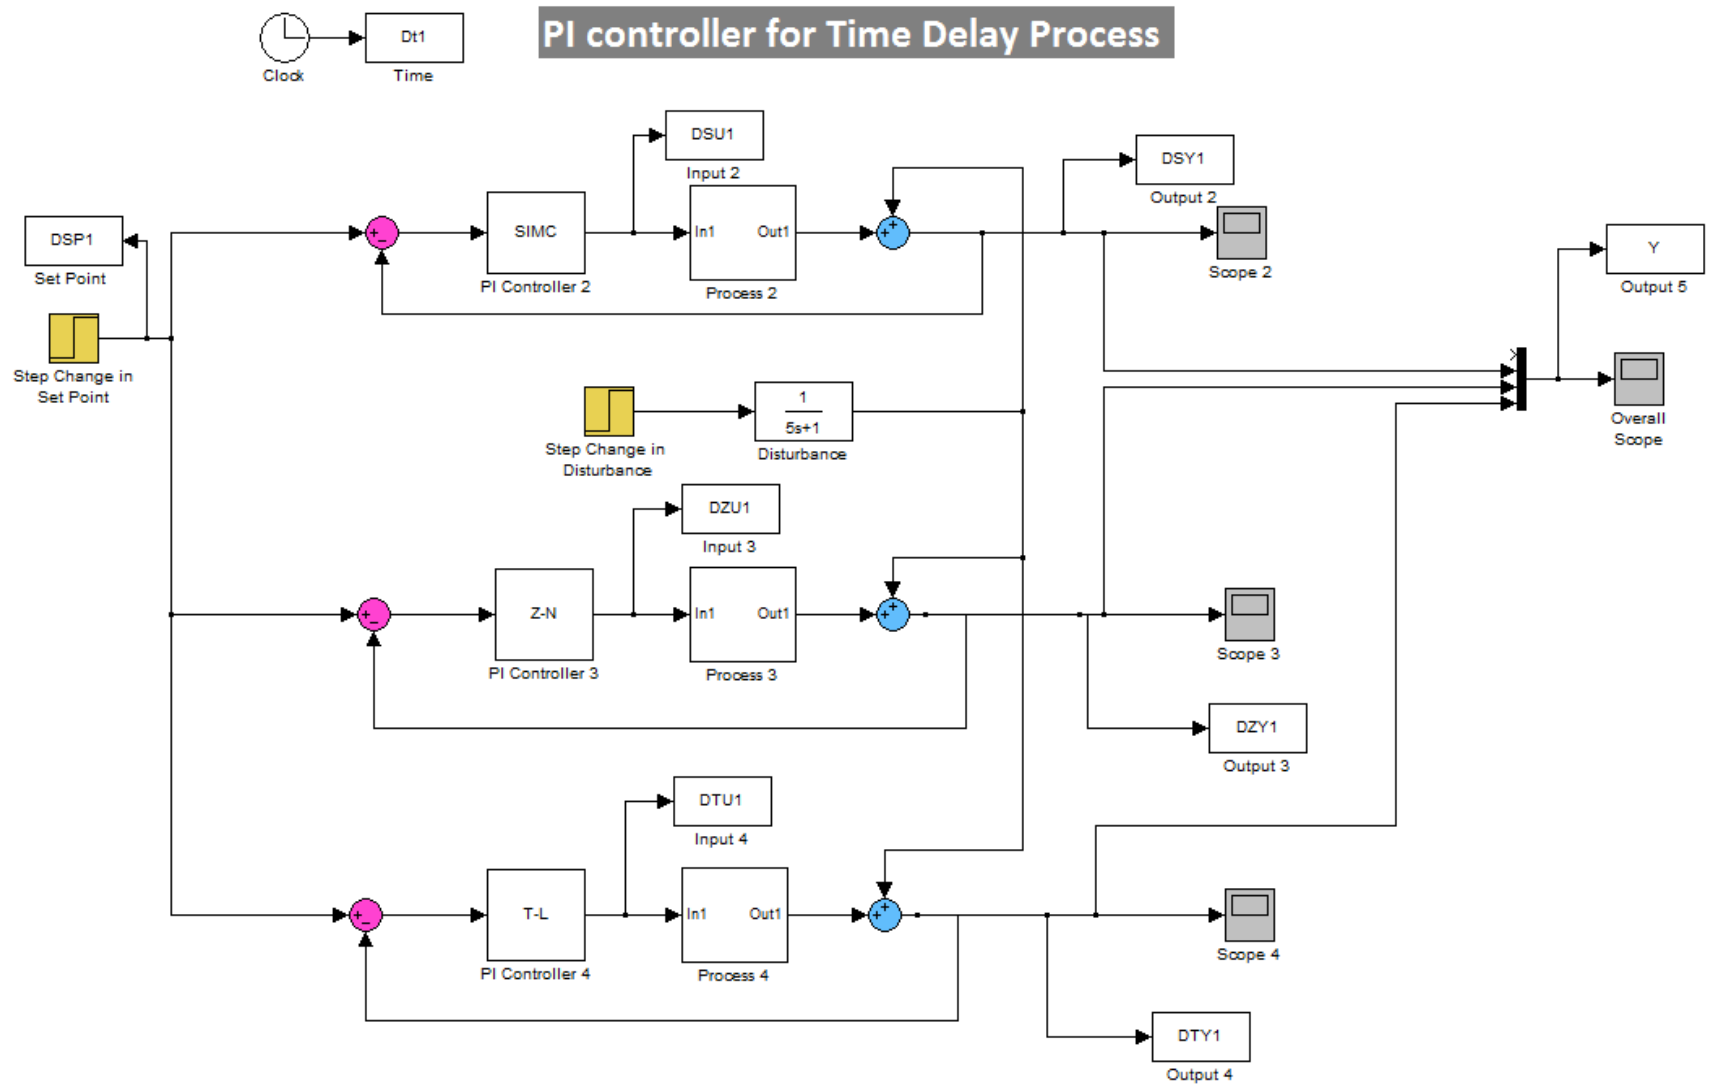 PI controller for Time Delay Process
Dt1
Clock
Time
DSU1
Input 2
DSY1
Output 2
DSP1
Set Point
+
−
SIMC
PI Controller 2
In1
Out1
Process 2
+
+
Scope 2
Y
Output 5
Step Change in
Set Point
Overall
Scope
Step Change in
Disturbance
1
5s+1
Disturbance
DZU1
Input 3
+
−
Z-N
PI Controller 3
In1
Out1
Process 3
+
+
Scope 3
DZY1
Output 3
DTU1
Input 4
+
−
T-L
PI Controller 4
In1
Out1
Process 4
+
+
Scope 4
DTY1
Output 4